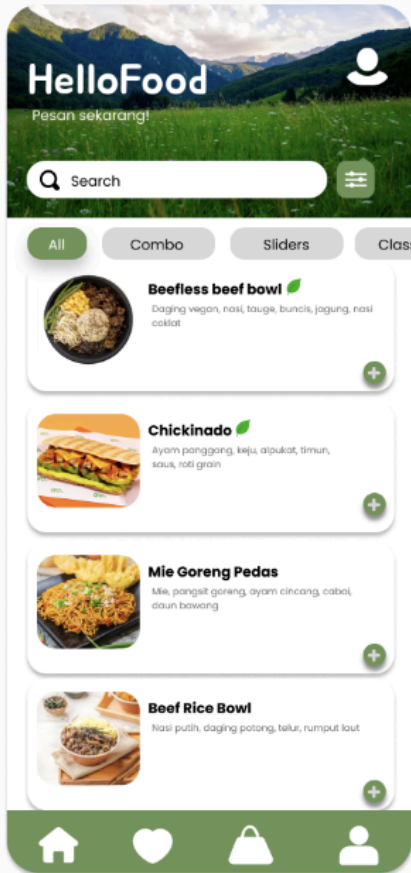 HelloFood
Pesan sekarang!
Search
All
Combo
Sliders
Clas
Beefless beef bowl
Daging vegan, nasi, tauge, buncis, jagung, nasi
coklat
Chickinado
Ayam panggang, keju, alpukat, timun,
saus, roti grain
Mie Goreng Pedas
Mie, pangsit goreng, ayam cincang, cabai,
daun bawang
Beef Rice Bowl
Nasi putih, daging potong, telur, rumput laut